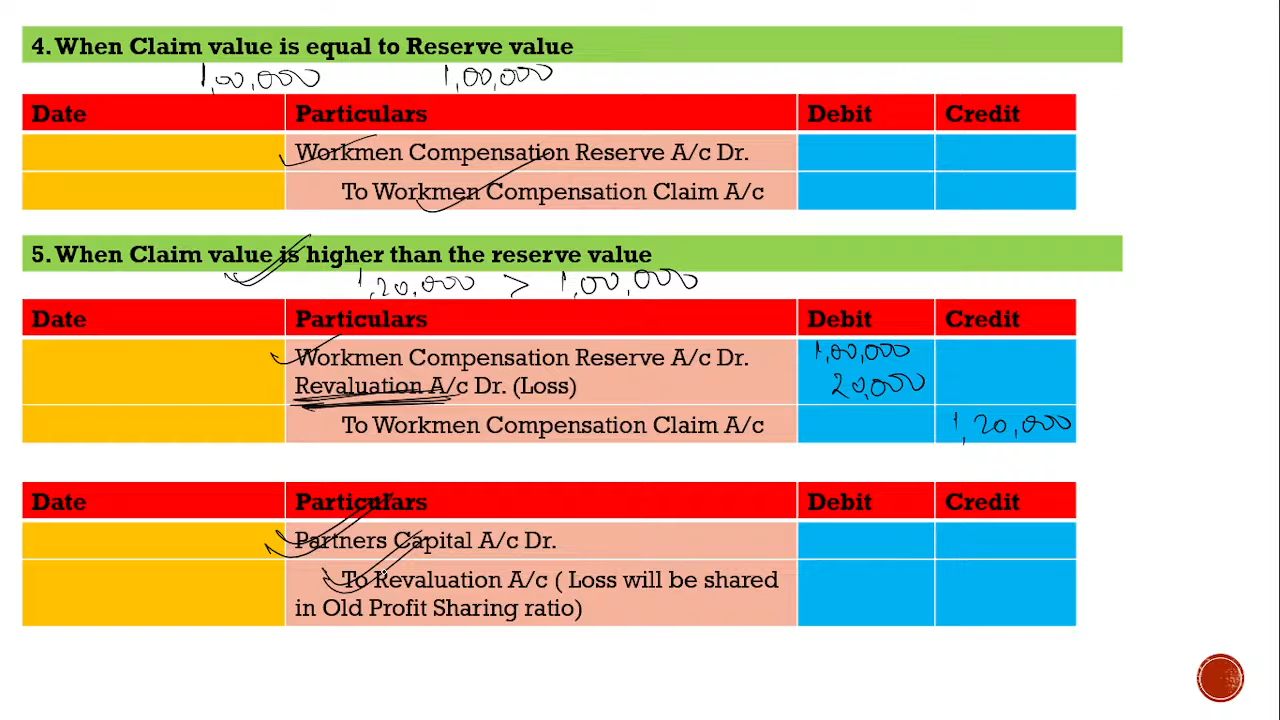 4. When Claim value is equal to Reserve value
1,00,000 1,00,000
Date Particulars Debit Credit
Workmen Compensation Reserve A/c Dr.
To Workmen Compensation Claim A/c
5. When Claim value is higher than the reserve value
1,20,000 > 1,00,000
Date Particulars Debit Credit
Workmen Compensation Reserve A/c Dr. 1,00,000
Revaluation A/c Dr. (Loss) 20,000
To Workmen Compensation Claim A/c 1,20,000
Date Particulars Debit Credit
Partners Capital A/c Dr.
To Revaluation A/c ( Loss will be shared
in Old Profit Sharing ratio)